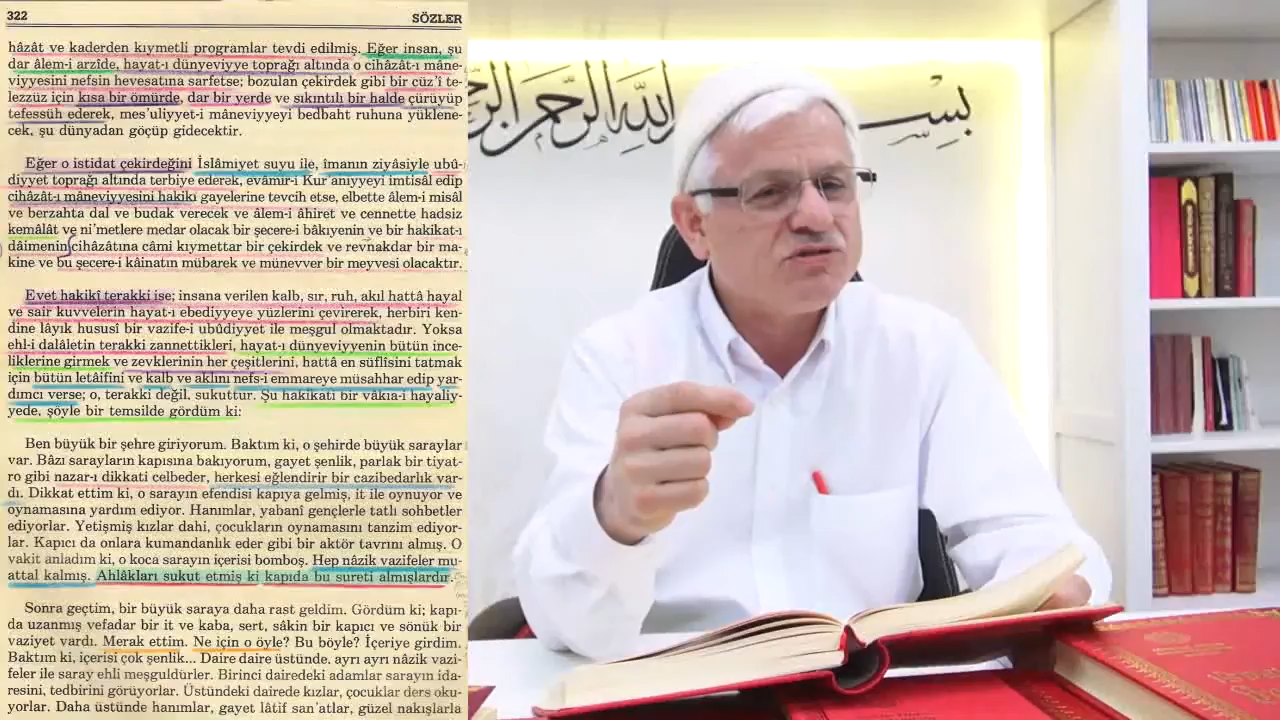 322
SÖZLER
hâzât ve kaderden kıymetli programlar tevdi edilmiş. Eğer insan, şu
dar âlem-i arzîde, hayat-ı dünyeviyye toprağı altında o cihâzât-ı mâne-
viyyesini nefsin hevesatına sarfetse; bozulan çekirdek gibi bir cüz'î te-
lezzüz için kısa bir ömürde, dar bir yerde ve sıkıntılı bir halde çürüyüp
tefessüh ederek, mes'uliyyet-i mâneviyyeyi bedbaht ruhuna yüklene-
cek, şu dünyadan göçüp gidecektir.
Eğer o istidat çekirdeğini İslâmiyet suyu ile, îmanın ziyâsiyle ubû-
diyyet toprağı altında terbiye ederek, evâmir-i Kur'aniyyeyi imtisâl edip
cihâzât-ı mâneviyyesini hakikî gayelerine tevcih etse, elbette âlem-i misâl
ve berzahta dal ve budak verecek ve âlem-i âhiret ve cennette hadsiz
kemâlât ve ni'metlere medar olacak bir şecere-i bâkıyenin ve bir hakikat-ı
dâimenin cihâzâtına câmi kıymettar bir çekirdek ve revnakdar bir ma-
kine ve bu şecere-i kâinatın mübarek ve münevver bir meyvesi olacaktır.
Evet hakikî terakki ise; insana verilen kalb, sır, ruh, akıl hattâ hayal
ve sair kuvvelerin hayat-ı ebediyyeye yüzlerini çevirerek, herbiri ken-
dine lâyık hususî bir vazife-i ubûdiyyet ile meşgul olmaktadır. Yoksa
ehl-i dalâletin terakki zannettikleri, hayat-ı dünyeviyyenin bütün ince-
liklerine girmek ve zevklerinin her çeşitlerini, hattâ en süflîsini tatmak
için bütün letâifini ve kalb ve aklını nefs-i emmareye müsahhar edip yar-
dımcı verse; o, terakki değil, sukuttur. Şu hakikatı bir vâkıa-i hayaliy-
yede, şöyle bir temsilde gördüm ki:
Ben büyük bir şehre giriyorum. Baktım ki, o şehirde büyük saraylar
var. Bâzı sarayların kapısına bakıyorum, gayet şenlik, parlak bir tiyat-
ro gibi nazar-ı dikkati celbeder, herkesi eğlendirir bir cazibedarlık var-
dı. Dikkat ettim ki, o sarayın efendisi kapıya gelmiş, it ile oynuyor ve
oynamasına yardım ediyor. Hanımlar, yabanî gençlerle tatlı sohbetler
ediyorlar. Yetişmiş kızlar dahi, çocukların oynamasını tanzim ediyor-
lar. Kapıcı da onlara kumandanlık eder gibi bir aktör tavrını almış. O
vakit anladım ki, o koca sarayın içerisi bomboş. Hep nâzik vazifeler mu-
attal kalmış. Ahlâkları sukut etmiş ki kapıda bu sureti almışlardır.
Sonra geçtim, bir büyük saraya daha rast geldim. Gördüm ki; kapı-
da uzanmış vefadar bir it ve kaba, sert, sâkin bir kapıcı ve sönük bir
vaziyet vardı. Merak ettim. Ne için o öyle? Bu böyle? İçeriye girdim.
Baktım ki, içerisi çok şenlik... Daire daire üstünde, ayrı ayrı nâzik vazi-
feler ile saray ehli meşguldürler. Birinci dairedeki adamlar sarayın ida-
resini, tedbirini görüyorlar. Üstündeki dairede kızlar, çocuklar ders oku-
yorlar. Daha üstünde hanımlar, gayet lâtif san'atlar, güzel nakışlarla
بسم الله الرحمن الرحيم